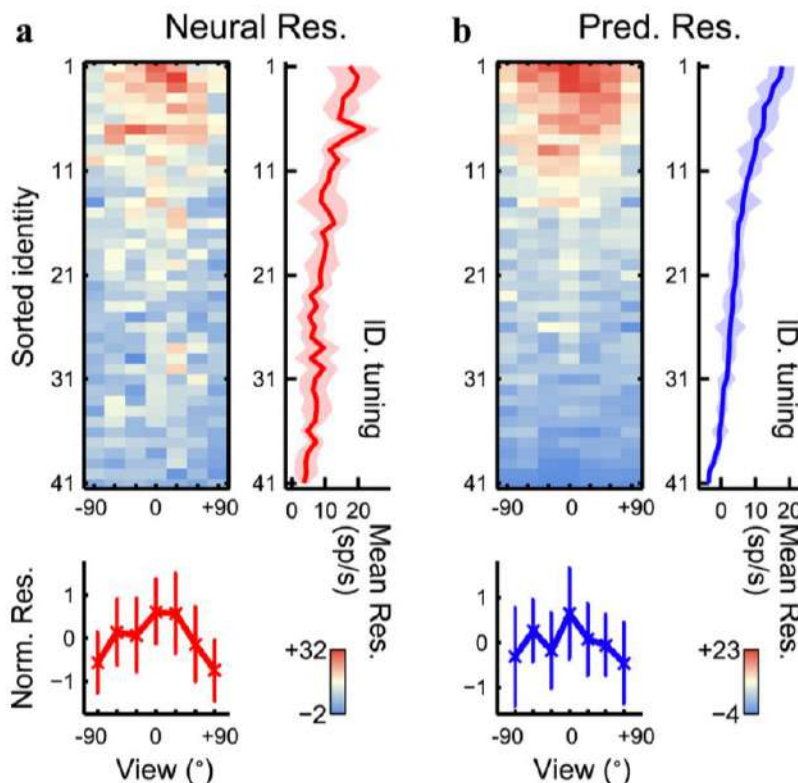 a Neural Res.
b Pred. Res.
Sorted identity
1
11
21
31
41
-90 0 +90
1
11
21
31
41
0 10 20
ID. tuning
Mean Res.
(sp/s)
1
11
21
31
41
-90 0 +90
1
11
21
31
41
0 10 20
ID. tuning
Mean Res.
(sp/s)
Norm. Res.
1
0
−1
-90 0 +90
View (°)
+32
−2
1
0
−1
-90 0 +90
View (°)
+23
−4